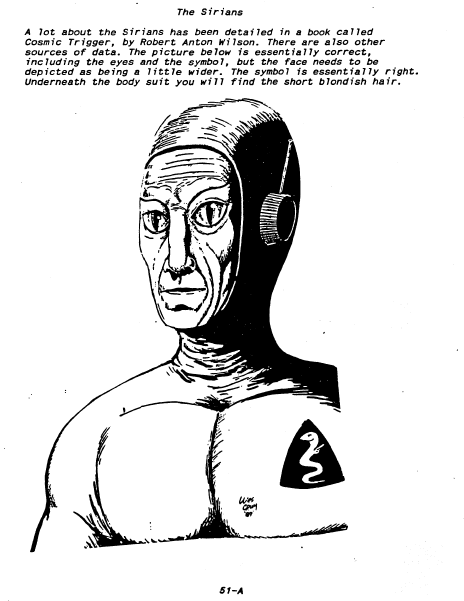 The Sirians
A lot about the Sirians has been detailed in a book called
Cosmic Trigger, by Robert Anton Wilson. There are also other
sources of data. The picture below is essentially correct,
including the eyes and the symbol, but the face needs to be
depicted as being a little wider. The symbol is essentially right.
Underneath the body suit you will find the short blondish hair.
51-A